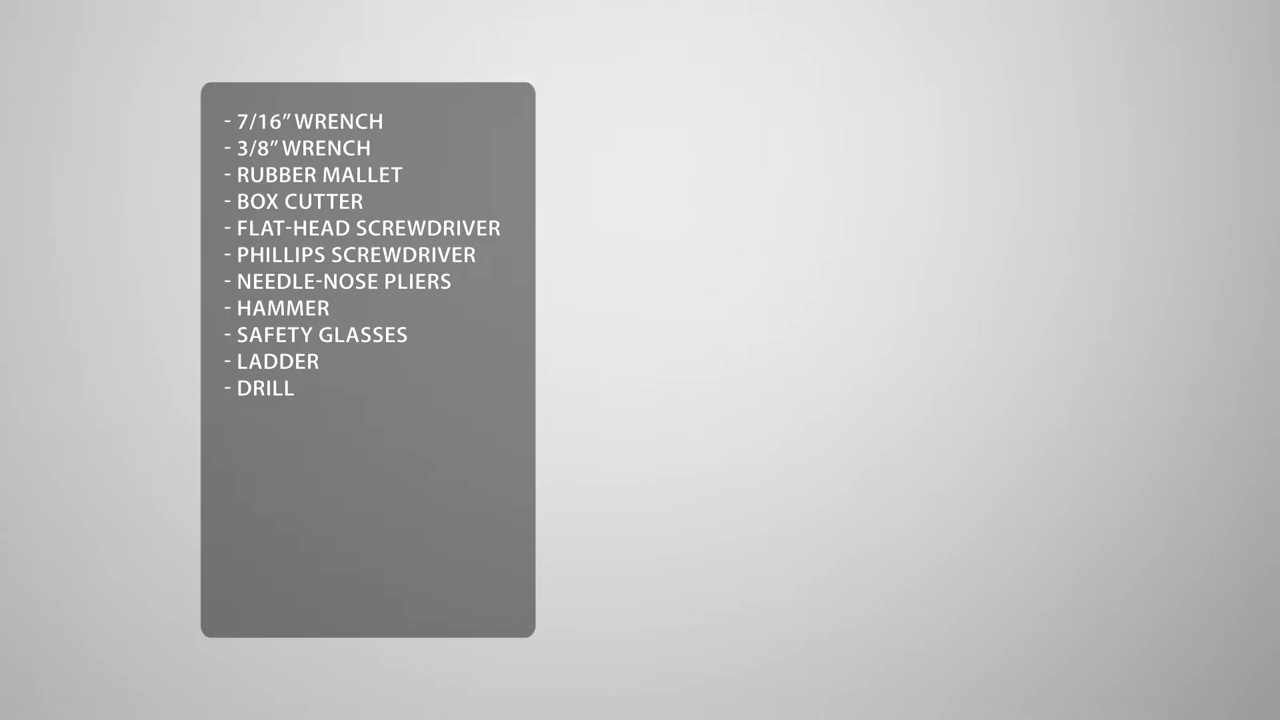 - 7/16” WRENCH
- 3/8” WRENCH
- RUBBER MALLET
- BOX CUTTER
- FLAT-HEAD SCREWDRIVER
- PHILLIPS SCREWDRIVER
- NEEDLE-NOSE PLIERS
- HAMMER
- SAFETY GLASSES
- LADDER
- DRILL